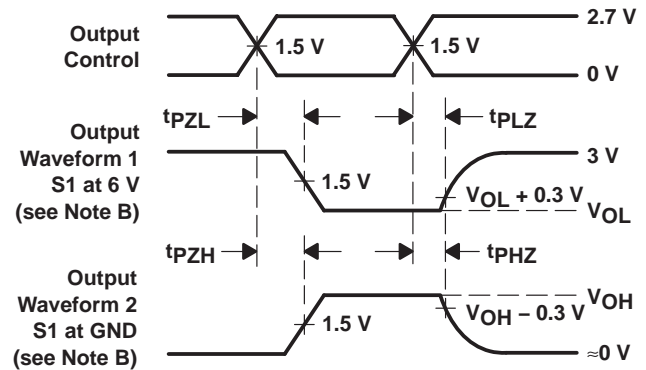 2.7 V
Output
Control
1.5 V
1.5 V
0 V
tPZL
tPLZ
Output
Waveform 1
S1 at 6 V
(see Note B)
3 V
1.5 V
VOL + 0.3 V
VOL
tPZH
tPHZ
Output
Waveform 2
S1 at GND
(see Note B)
VOH
VOH − 0.3 V
1.5 V
≈0 V